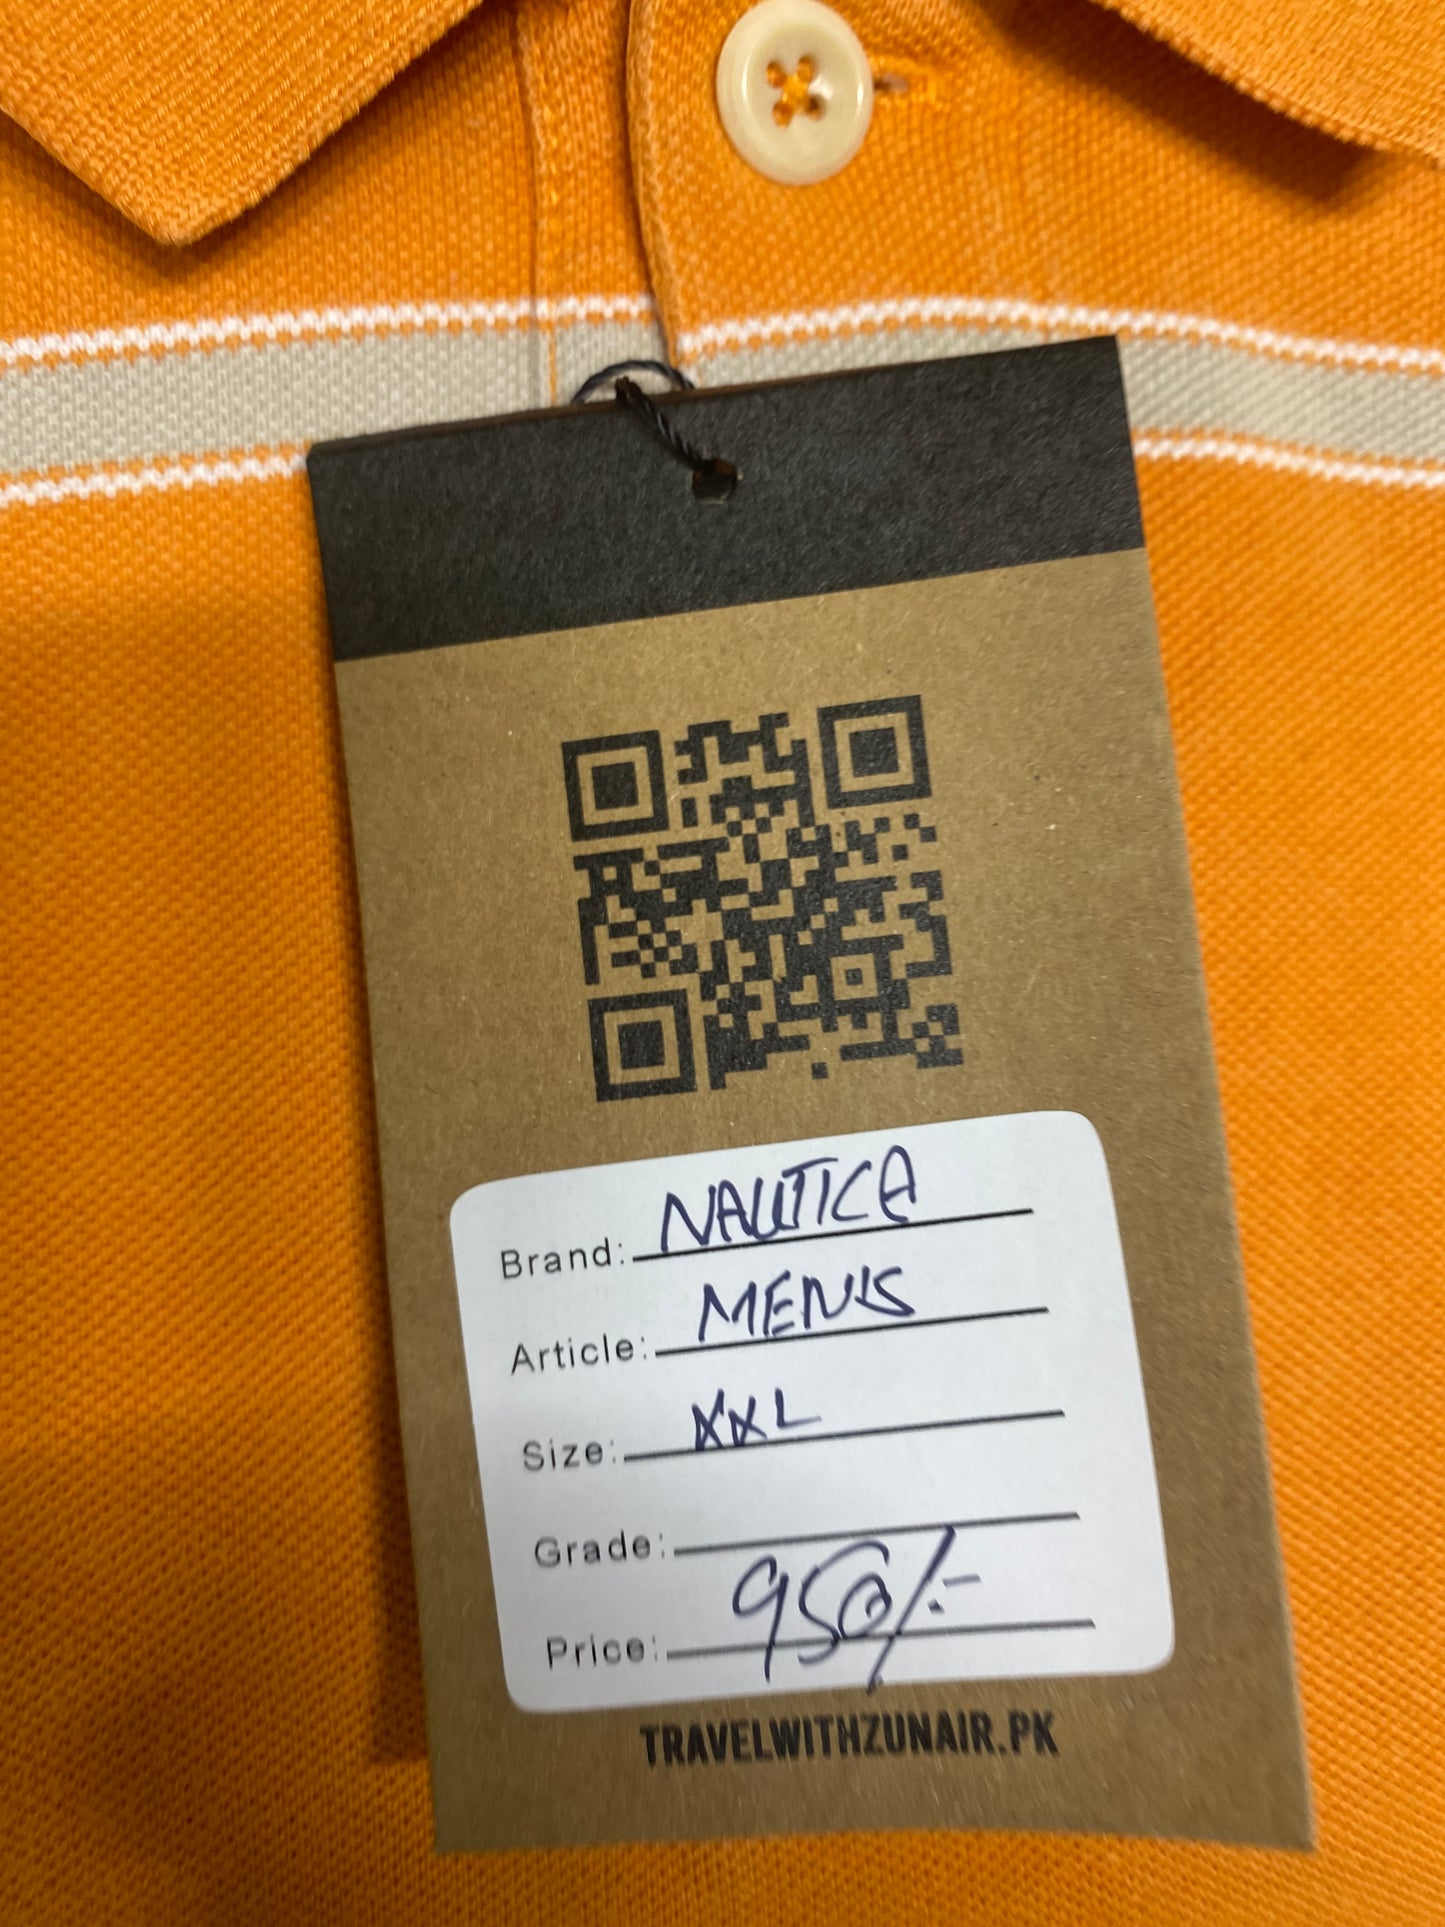 Brand: NAUTICA
Article: MENS
Size: XXL
Grade:
Price: 950/-
TRAVELWITHZUNAIR.PK